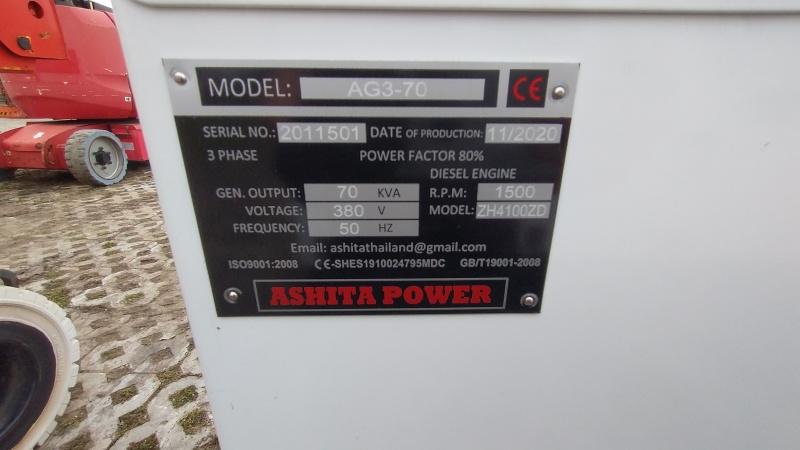 MODEL: AG3-70 CE
SERIAL NO.: 2011501 DATE OF PRODUCTION: 11/2020
3 PHASE POWER FACTOR 80%
DIESEL ENGINE
GEN. OUTPUT: 70 KVA R.P.M: 1500
VOLTAGE: 380 V MODEL: ZH4100ZD
FREQUENCY: 50 HZ
Email: ashitathailand@gmail.com
ISO9001:2008 CE-SHES1910024795MDC GB/T19001-2008
ASHITA POWER